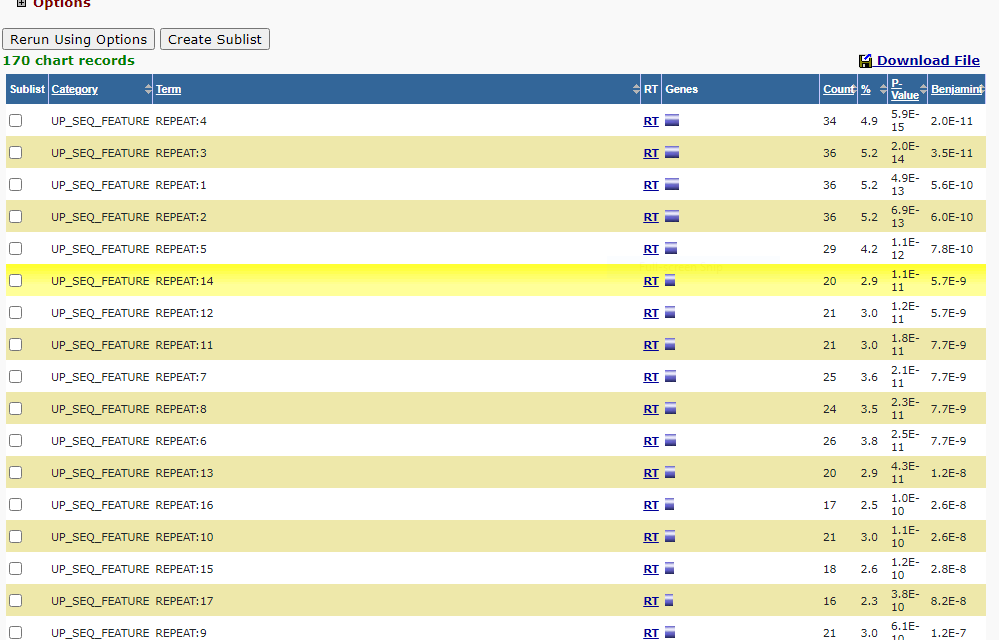 Options
Rerun Using Options Create Sublist
170 chart records Download File
Sublist Category Term RT Genes Count % P-Value Benjamini
UP_SEQ_FEATURE REPEAT:4 RT 34 4.9 5.9E-15 2.0E-11
UP_SEQ_FEATURE REPEAT:3 RT 36 5.2 2.0E-14 3.5E-11
UP_SEQ_FEATURE REPEAT:1 RT 36 5.2 4.9E-13 5.6E-10
UP_SEQ_FEATURE REPEAT:2 RT 36 5.2 6.9E-13 6.0E-10
UP_SEQ_FEATURE REPEAT:5 RT 29 4.2 1.1E-12 7.8E-10
UP_SEQ_FEATURE REPEAT:14 RT 20 2.9 1.1E-11 5.7E-9
UP_SEQ_FEATURE REPEAT:12 RT 21 3.0 1.2E-11 5.7E-9
UP_SEQ_FEATURE REPEAT:11 RT 21 3.0 1.8E-11 7.7E-9
UP_SEQ_FEATURE REPEAT:7 RT 25 3.6 2.1E-11 7.7E-9
UP_SEQ_FEATURE REPEAT:8 RT 24 3.5 2.3E-11 7.7E-9
UP_SEQ_FEATURE REPEAT:6 RT 26 3.8 2.5E-11 7.7E-9
UP_SEQ_FEATURE REPEAT:13 RT 20 2.9 4.3E-11 1.2E-8
UP_SEQ_FEATURE REPEAT:16 RT 17 2.5 1.0E-10 2.6E-8
UP_SEQ_FEATURE REPEAT:10 RT 21 3.0 1.1E-10 2.6E-8
UP_SEQ_FEATURE REPEAT:15 RT 18 2.6 1.2E-10 2.8E-8
UP_SEQ_FEATURE REPEAT:17 RT 16 2.3 3.8E-10 8.2E-8
UP_SEQ_FEATURE REPEAT:9 RT 21 3.0 6.1E-10 1.2E-7